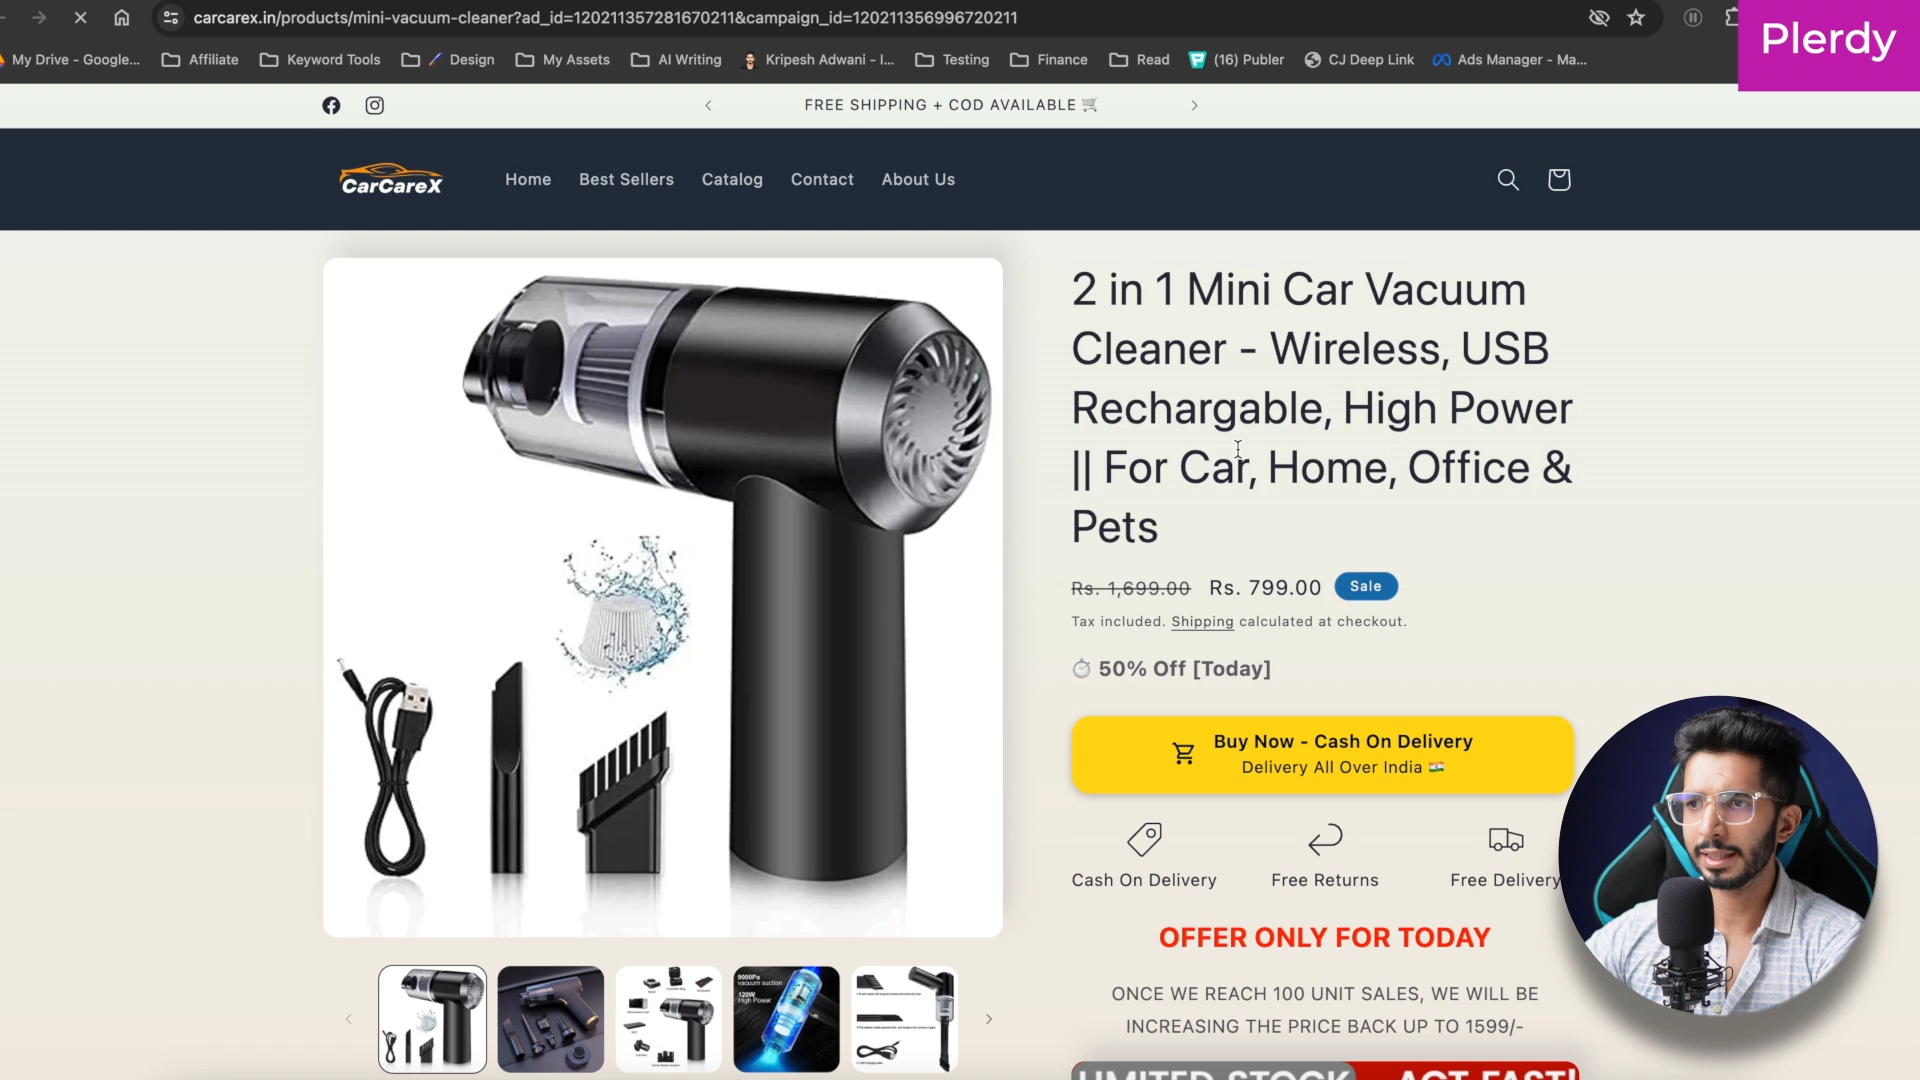 carcarex.in/products/mini-vacuum-cleaner?ad_id=120211357281670211&campaign_id=120211356996720211
Plerdy
My Drive - Google...
Affiliate
Keyword Tools
Design
My Assets
AI Writing
Kripesh Adwani - I...
Testing
Finance
Read
(16) Publer
CJ Deep Link
Ads Manager - Ma...
FREE SHIPPING + COD AVAILABLE
CarCareX
Home
Best Sellers
Catalog
Contact
About Us
2 in 1 Mini Car Vacuum
Cleaner - Wireless, USB
Rechargable, High Power
|| For Car, Home, Office &
Pets
Rs. 1,699.00 Rs. 799.00 Sale
Tax included. Shipping calculated at checkout.
50% Off [Today]
Buy Now - Cash On Delivery
Delivery All Over India
Cash On Delivery
Free Returns
Free Delivery
OFFER ONLY FOR TODAY
ONCE WE REACH 100 UNIT SALES, WE WILL BE
INCREASING THE PRICE BACK UP TO 1599/-
9000Pa
vacuum suction
120W
High Power
LIMITED STOCK ACT FAST!